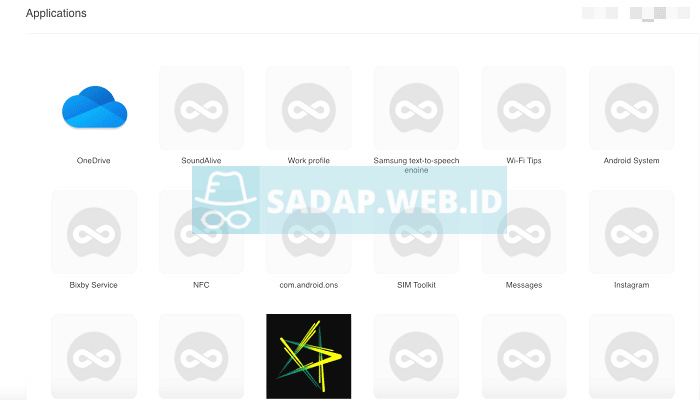 Applications
OneDrive
SoundAlive
Work profile
Samsung text-to-speech
engine
Wi-Fi Tips
Android System
SADAP.WEB.ID
Bixby Service
NFC
com.android.ons
SIM Toolkit
Messages
Instagram